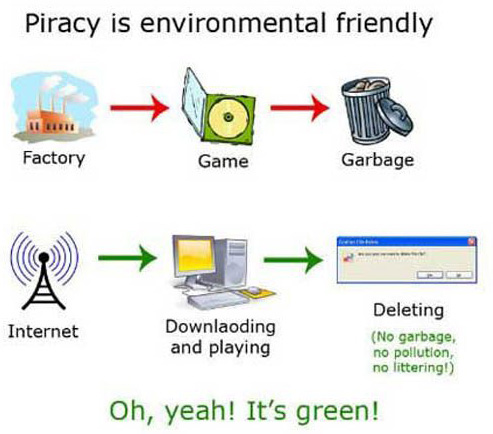 Piracy is environmental friendly
Factory
Game
Garbage
Internet
Downlaoding
and playing
Deleting
(No garbage,
no pollution,
no littering!)
Oh, yeah! It's green!